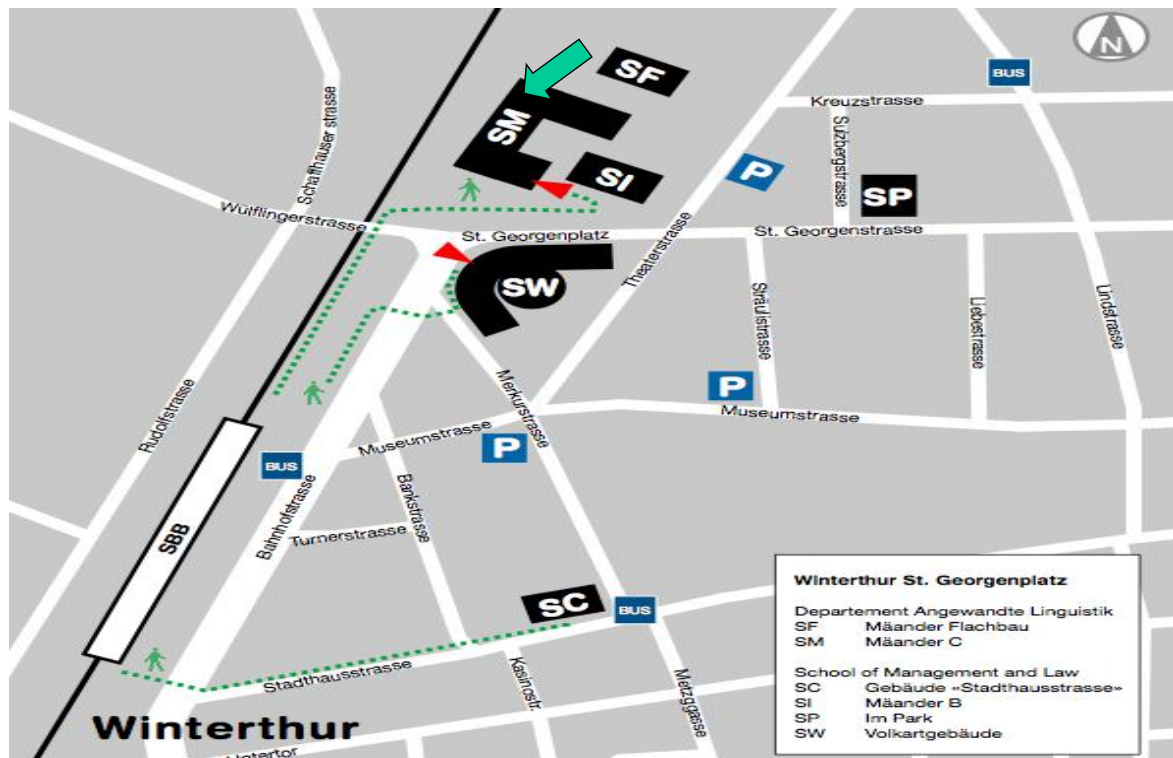 N
SF
BUS
Kreuzstrasse
SM
Schaffhauser strasse
Sulzbergstrasse
P
SI
SP
Wülflingerstrasse
St. Georgenplatz
St. Georgenstrasse
Theaterstrasse
SW
Sträulistrasse
Liebestrasse
Lindstrasse
Rudolfstrasse
Merkurstrasse
P
Museumstrasse
Museumstrasse
P
BUS
Bankstrasse
Bahnhofstrasse
SBB
Turnerstrasse
SC
BUS
Stadthausstrasse
Kasinostr.
Metzggasse
Winterthur
Untertor
Winterthur St. Georgenplatz
Departement Angewandte Linguistik
SF Mäander Flachbau
SM Mäander C
School of Management and Law
SC Gebäude «Stadthausstrasse»
SI Mäander B
SP Im Park
SW Volkartgebäude